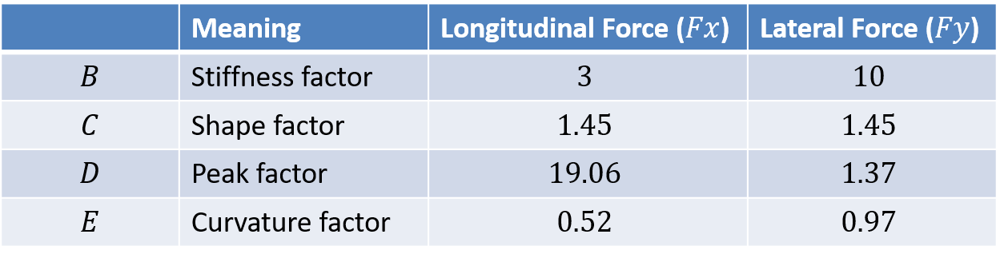 Meaning Longitudinal Force (Fx) Lateral Force (Fy)
B Stiffness factor 3 10
C Shape factor 1.45 1.45
D Peak factor 19.06 1.37
E Curvature factor 0.52 0.97